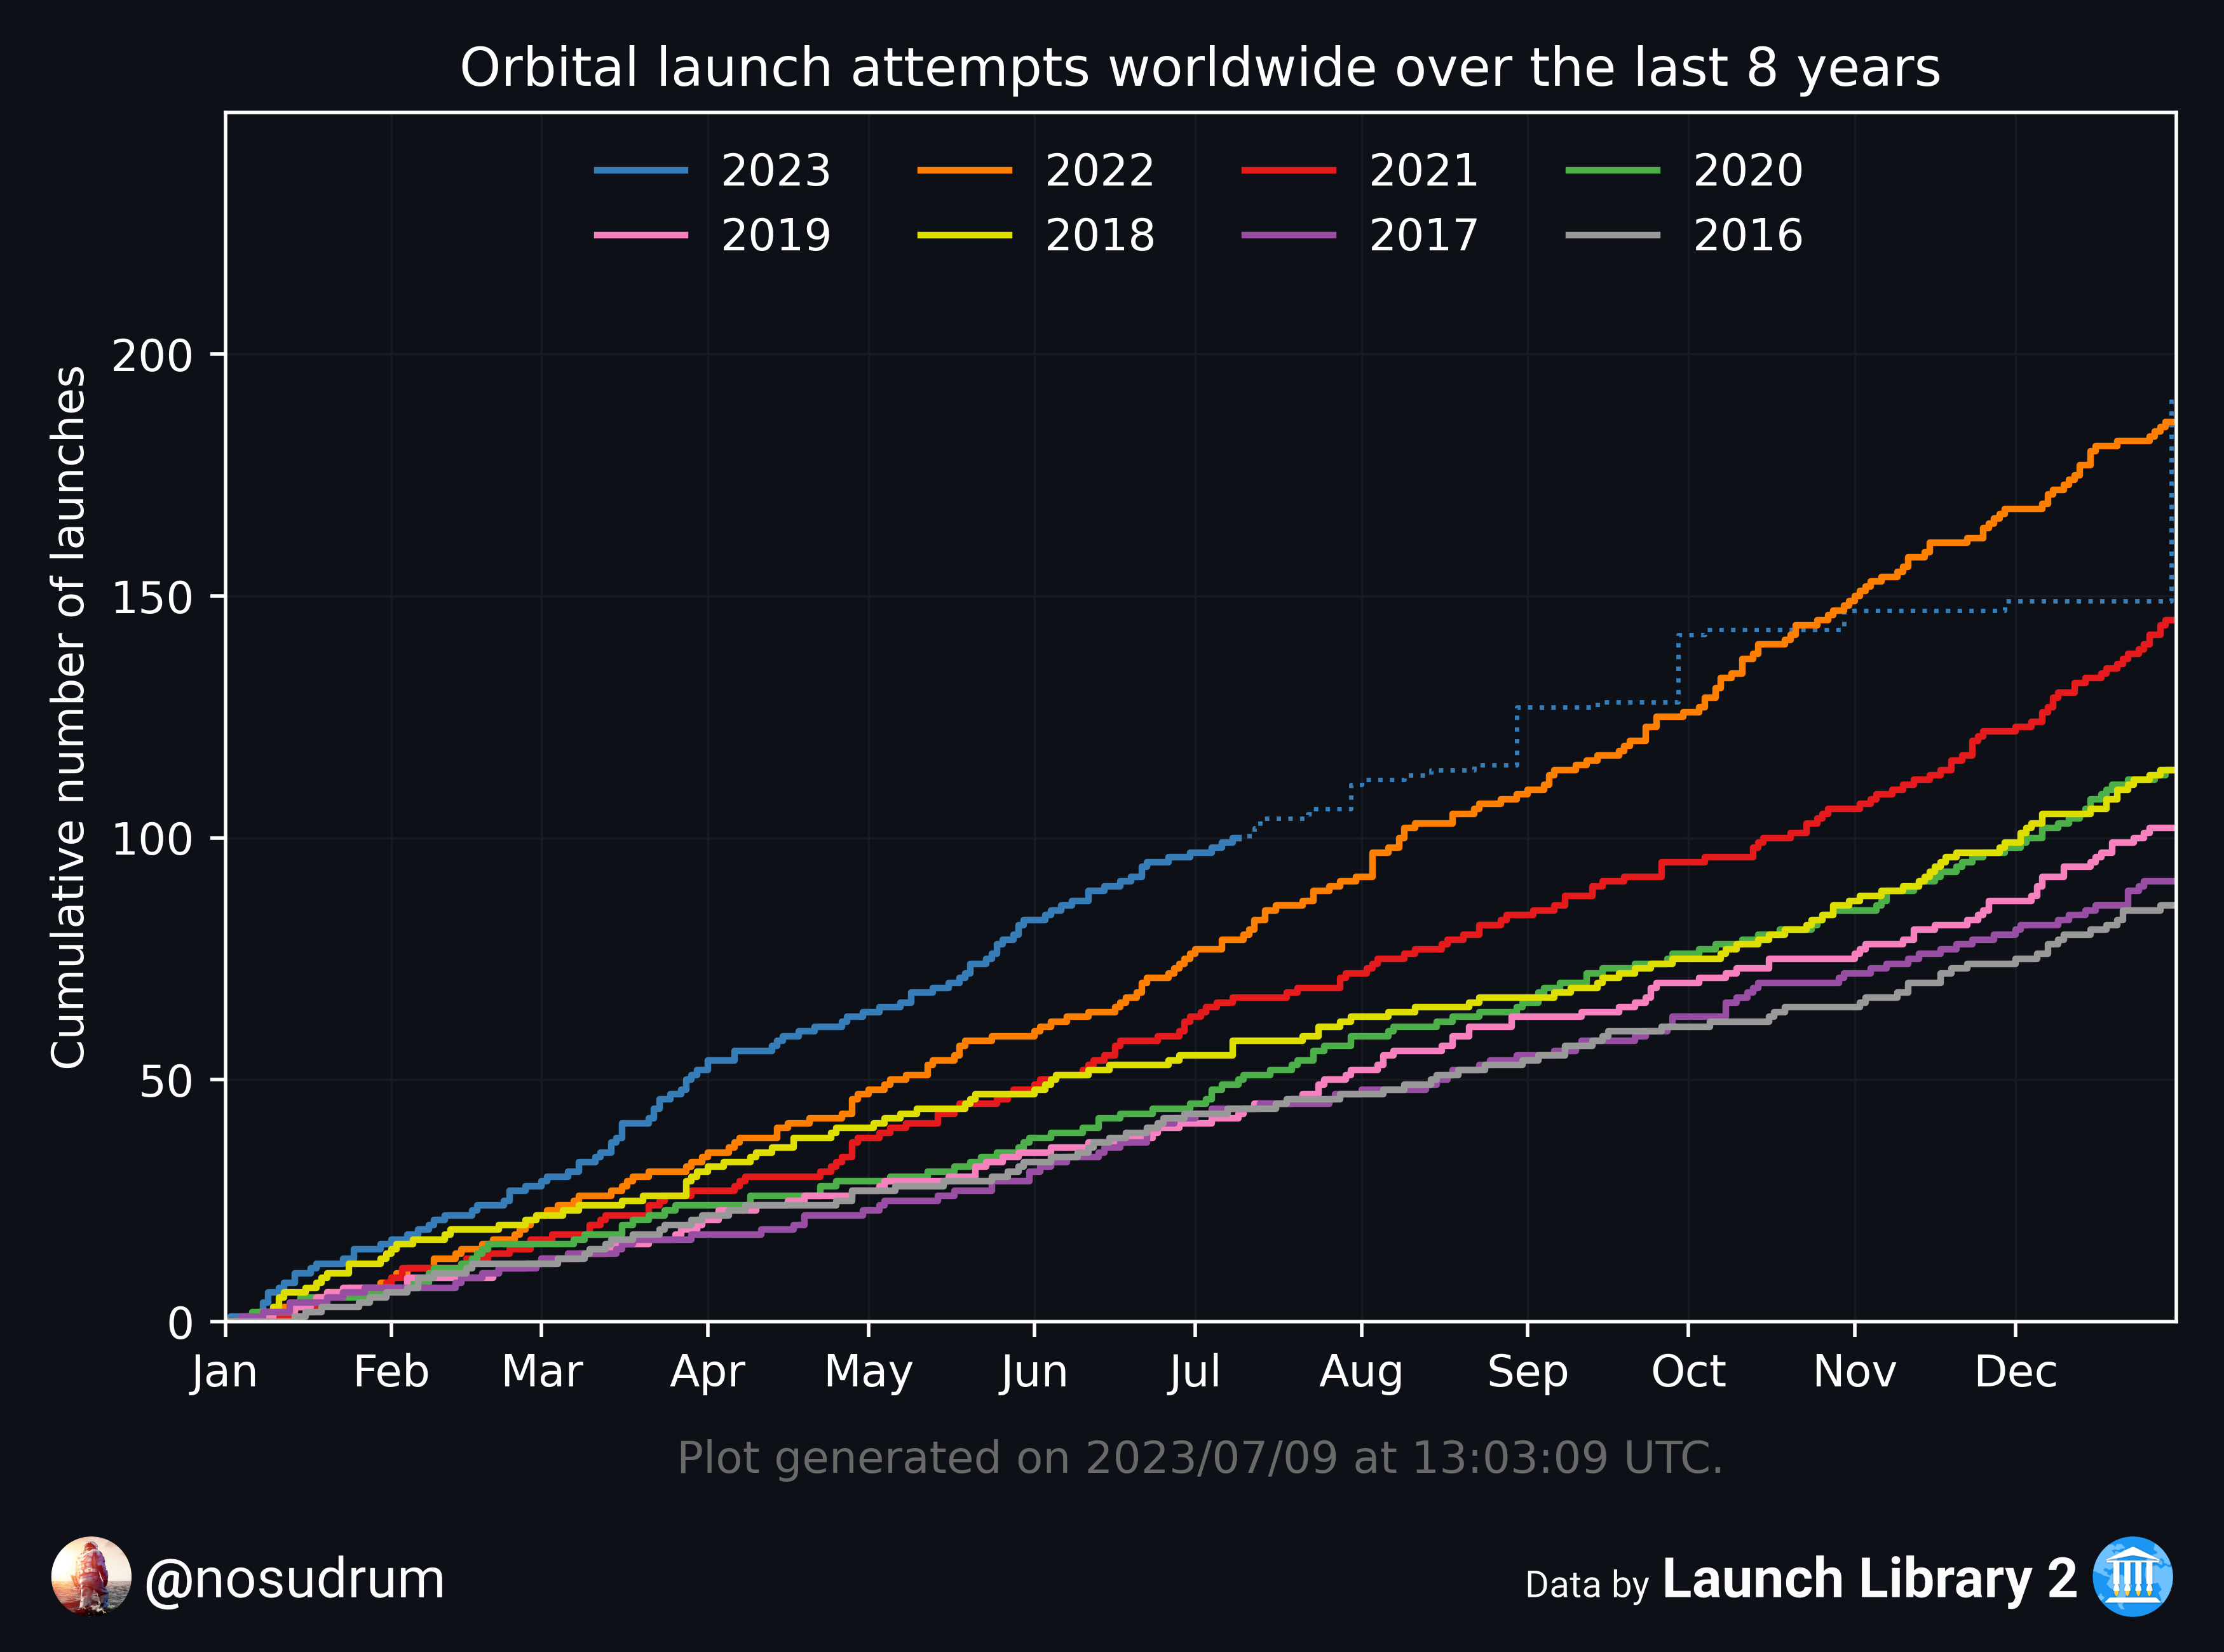 Orbital launch attempts worldwide over the last 8 years
2023 2022 2021 2020
2019 2018 2017 2016
Cumulative number of launches
200
150
100
50
0
Jan Feb Mar Apr May Jun Jul Aug Sep Oct Nov Dec
Plot generated on 2023/07/09 at 13:03:09 UTC.
@nosudrum
Data by Launch Library 2